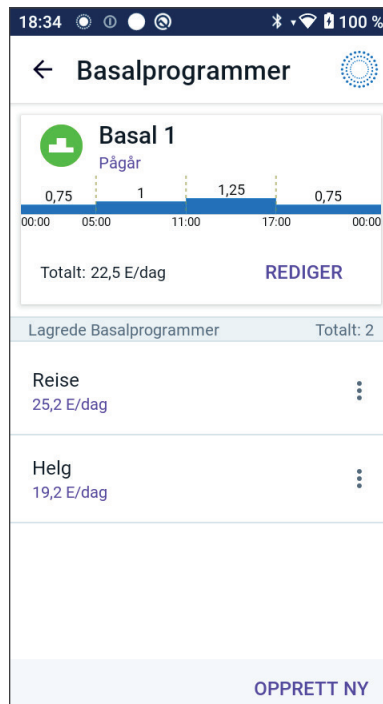 18:34 100 %
Basalprogrammer
Basal 1
Pågår
0,75 1 1,25 0,75
00:00 05:00 11:00 17:00 00:00
Totalt: 22,5 E/dag REDIGER
Lagrede Basalprogrammer Totalt: 2
Reise
25,2 E/dag
Helg
19,2 E/dag
OPPRETT NY